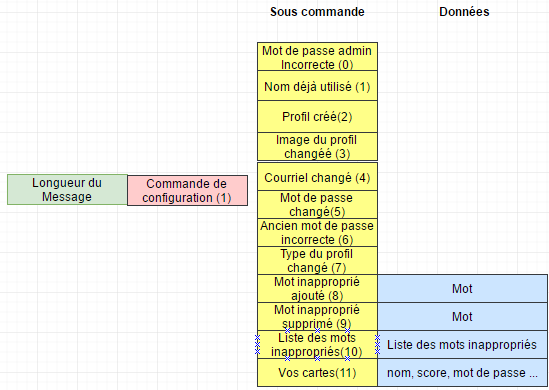 Sous commande
Données
Mot de passe admin
Incorrecte (0)
Nom déjà utilisé (1)
Profil créé(2)
Image du profil
changéé (3)
Longueur du
Message
Commande de
configuration (1)
Courriel changé (4)
Mot de passe
changé(5)
Ancien mot de passe
incorrecte (6)
Type du profil
changé (7)
Mot inapproprié
ajouté (8)
Mot
Mot inapproprié
supprimé (9)
Mot
Liste des mots
inappropriés(10)
Liste des mots inappropriés
Vos cartes(11)
nom, score, mot de passe ...